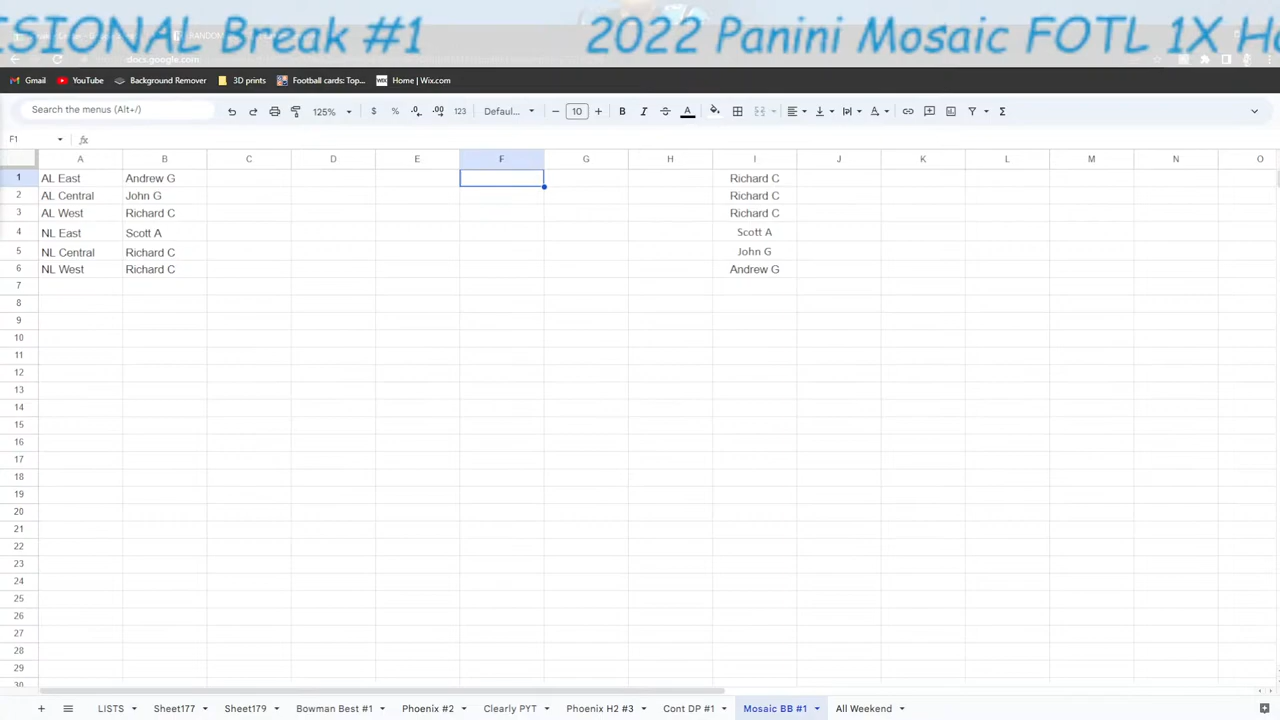 SIONAL Break #1 2022 Panini Mosaic FOTL 1X H
docs.google.com
Gmail YouTube Background Remover 3D prints Football cards: Top... Home | Wix.com
Search the menus (Alt+/) 125% $ % .0 .00 123 Defaul... 10 B I A
F1 fx
A B C D E F G H I J K L M N O
1 AL East Andrew G Richard C
2 AL Central John G Richard C
3 AL West Richard C Richard C
4 NL East Scott A Scott A
5 NL Central Richard C John G
6 NL West Richard C Andrew G
7
8
9
10
11
12
13
14
15
16
17
18
19
20
21
22
23
24
25
26
27
28
29
30
LISTS Sheet177 Sheet179 Bowman Best #1 Phoenix #2 Clearly PYT Phoenix H2 #3 Cont DP #1 Mosaic BB #1 All Weekend